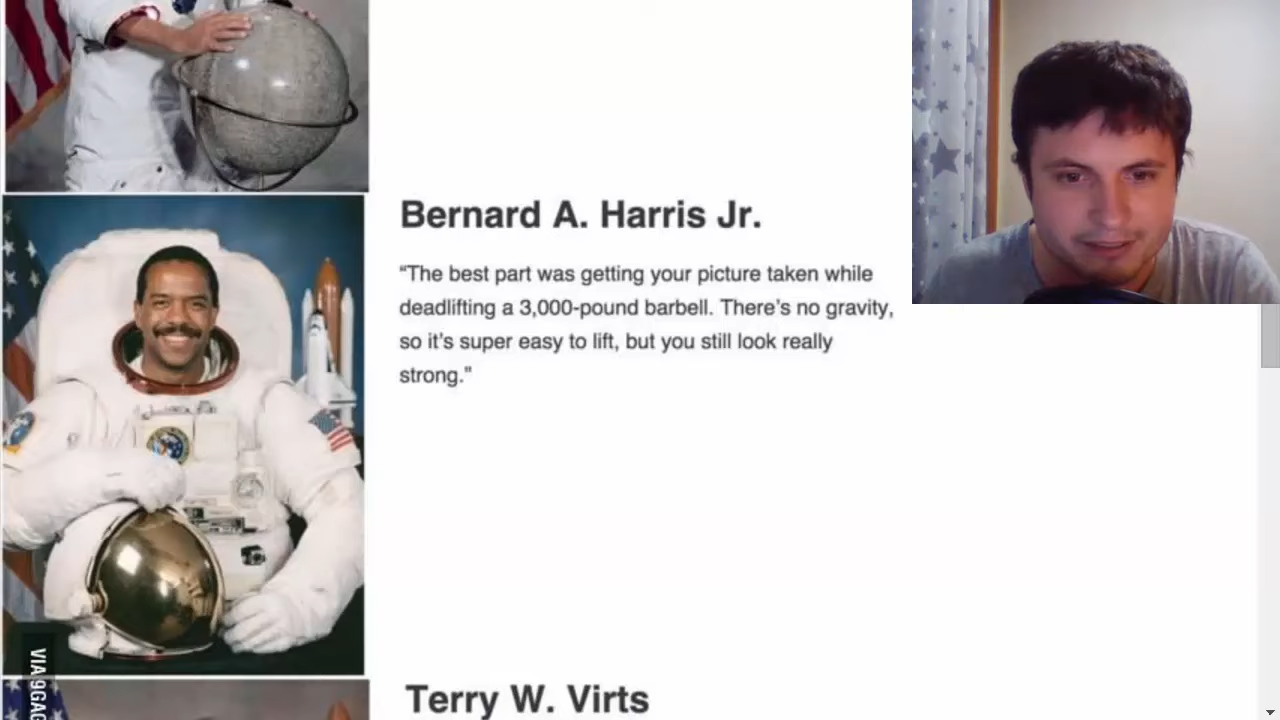 Bernard A. Harris Jr.
“The best part was getting your picture taken while
deadlifting a 3,000-pound barbell. There's no gravity,
so it's super easy to lift, but you still look really
strong."
VIA 9GAG
Terry W. Virts